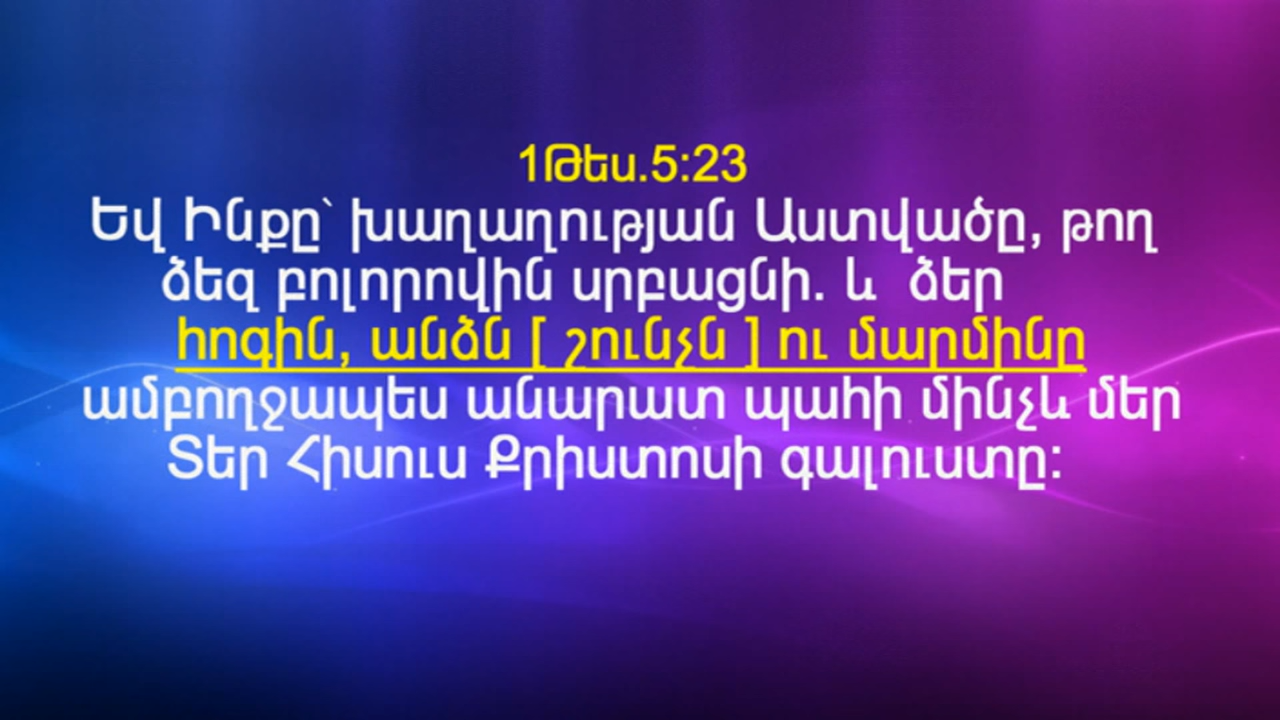 1Թես.5:23
Եվ Ինքը՝ խաղաղության Աստվածը, թող
ձեզ բոլորովին սրբացնի. և ձեր
հոգին, անձն [ շունչն ] ու մարմինը
ամբողջապես անարատ պահի մինչև մեր
Տեր Հիսուս Քրիստոսի գալուստը: